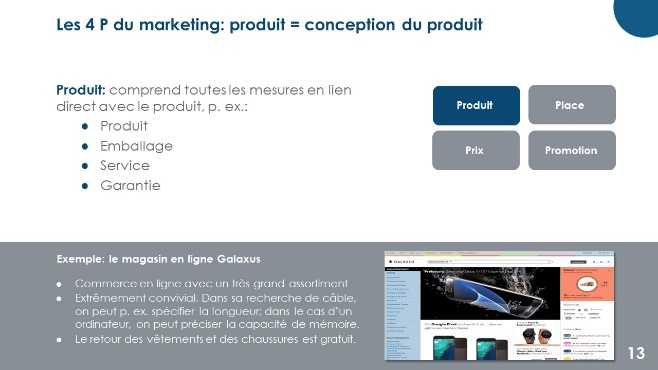 Les 4 P du marketing: produit = conception du produit
Produit: comprend toutes les mesures en lien
direct avec le produit, p. ex.:
● Produit
● Emballage
● Service
● Garantie
Produit
Place
Prix
Promotion
Exemple: le magasin en ligne Galaxus
● Commerce en ligne avec un très grand assortiment
● Extrêmement convivial. Dans sa recherche de câble,
on peut p. ex. spécifier la longueur; dans le cas d’un
ordinateur, on peut préciser la capacité de mémoire.
● Le retour des vêtements et des chaussures est gratuit.
GALAXUS
13